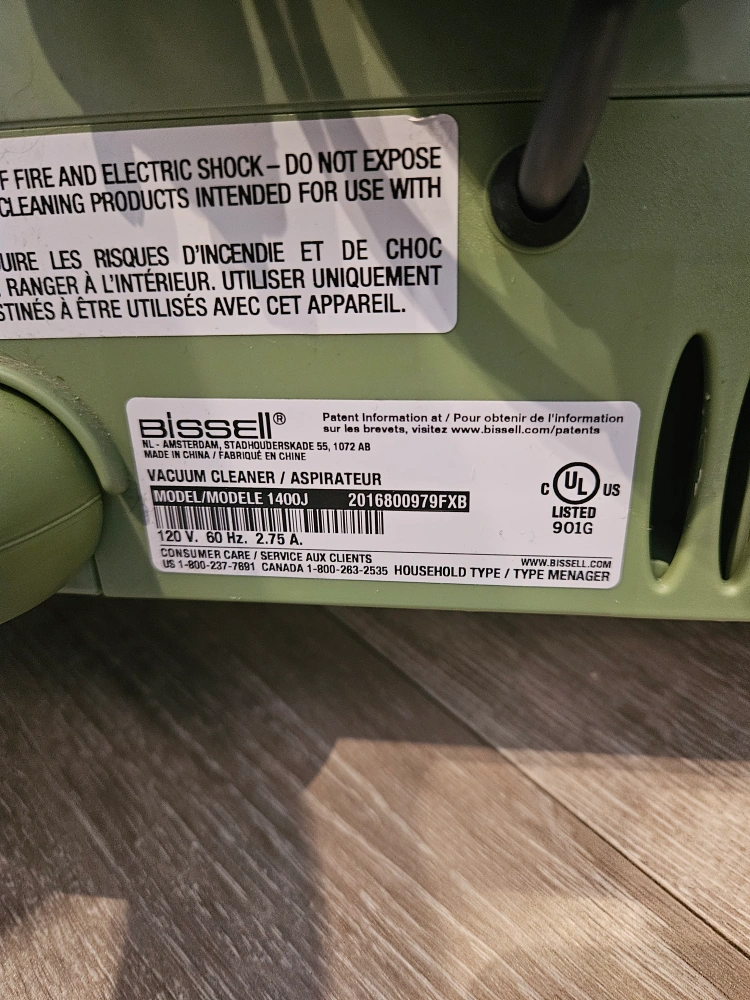 F FIRE AND ELECTRIC SHOCK – DO NOT EXPOSE
CLEANING PRODUCTS INTENDED FOR USE WITH
UIRE LES RISQUES D'INCENDIE ET DE CHOC
RANGER À L'INTÉRIEUR. UTILISER UNIQUEMENT
STINÉS À ÊTRE UTILISÉS AVEC CET APPAREIL.
BISSELL®
Patent Information at / Pour obtenir de l'information
sur les brevets, visitez www.bissell.com/patents
NL - AMSTERDAM, STADHOUDERSKADE 55, 1072 AB
MADE IN CHINA / FABRIQUÉ EN CHINE
VACUUM CLEANER / ASPIRATEUR
MODEL/MODELE 1400J 2016800979FXB
120 V. 60 Hz. 2.75 A.
C UL US
LISTED
901G
CONSUMER CARE / SERVICE AUX CLIENTS
US 1-800-237-7691 CANADA 1-800-263-2535
WWW.BISSELL.COM
HOUSEHOLD TYPE / TYPE MENAGER